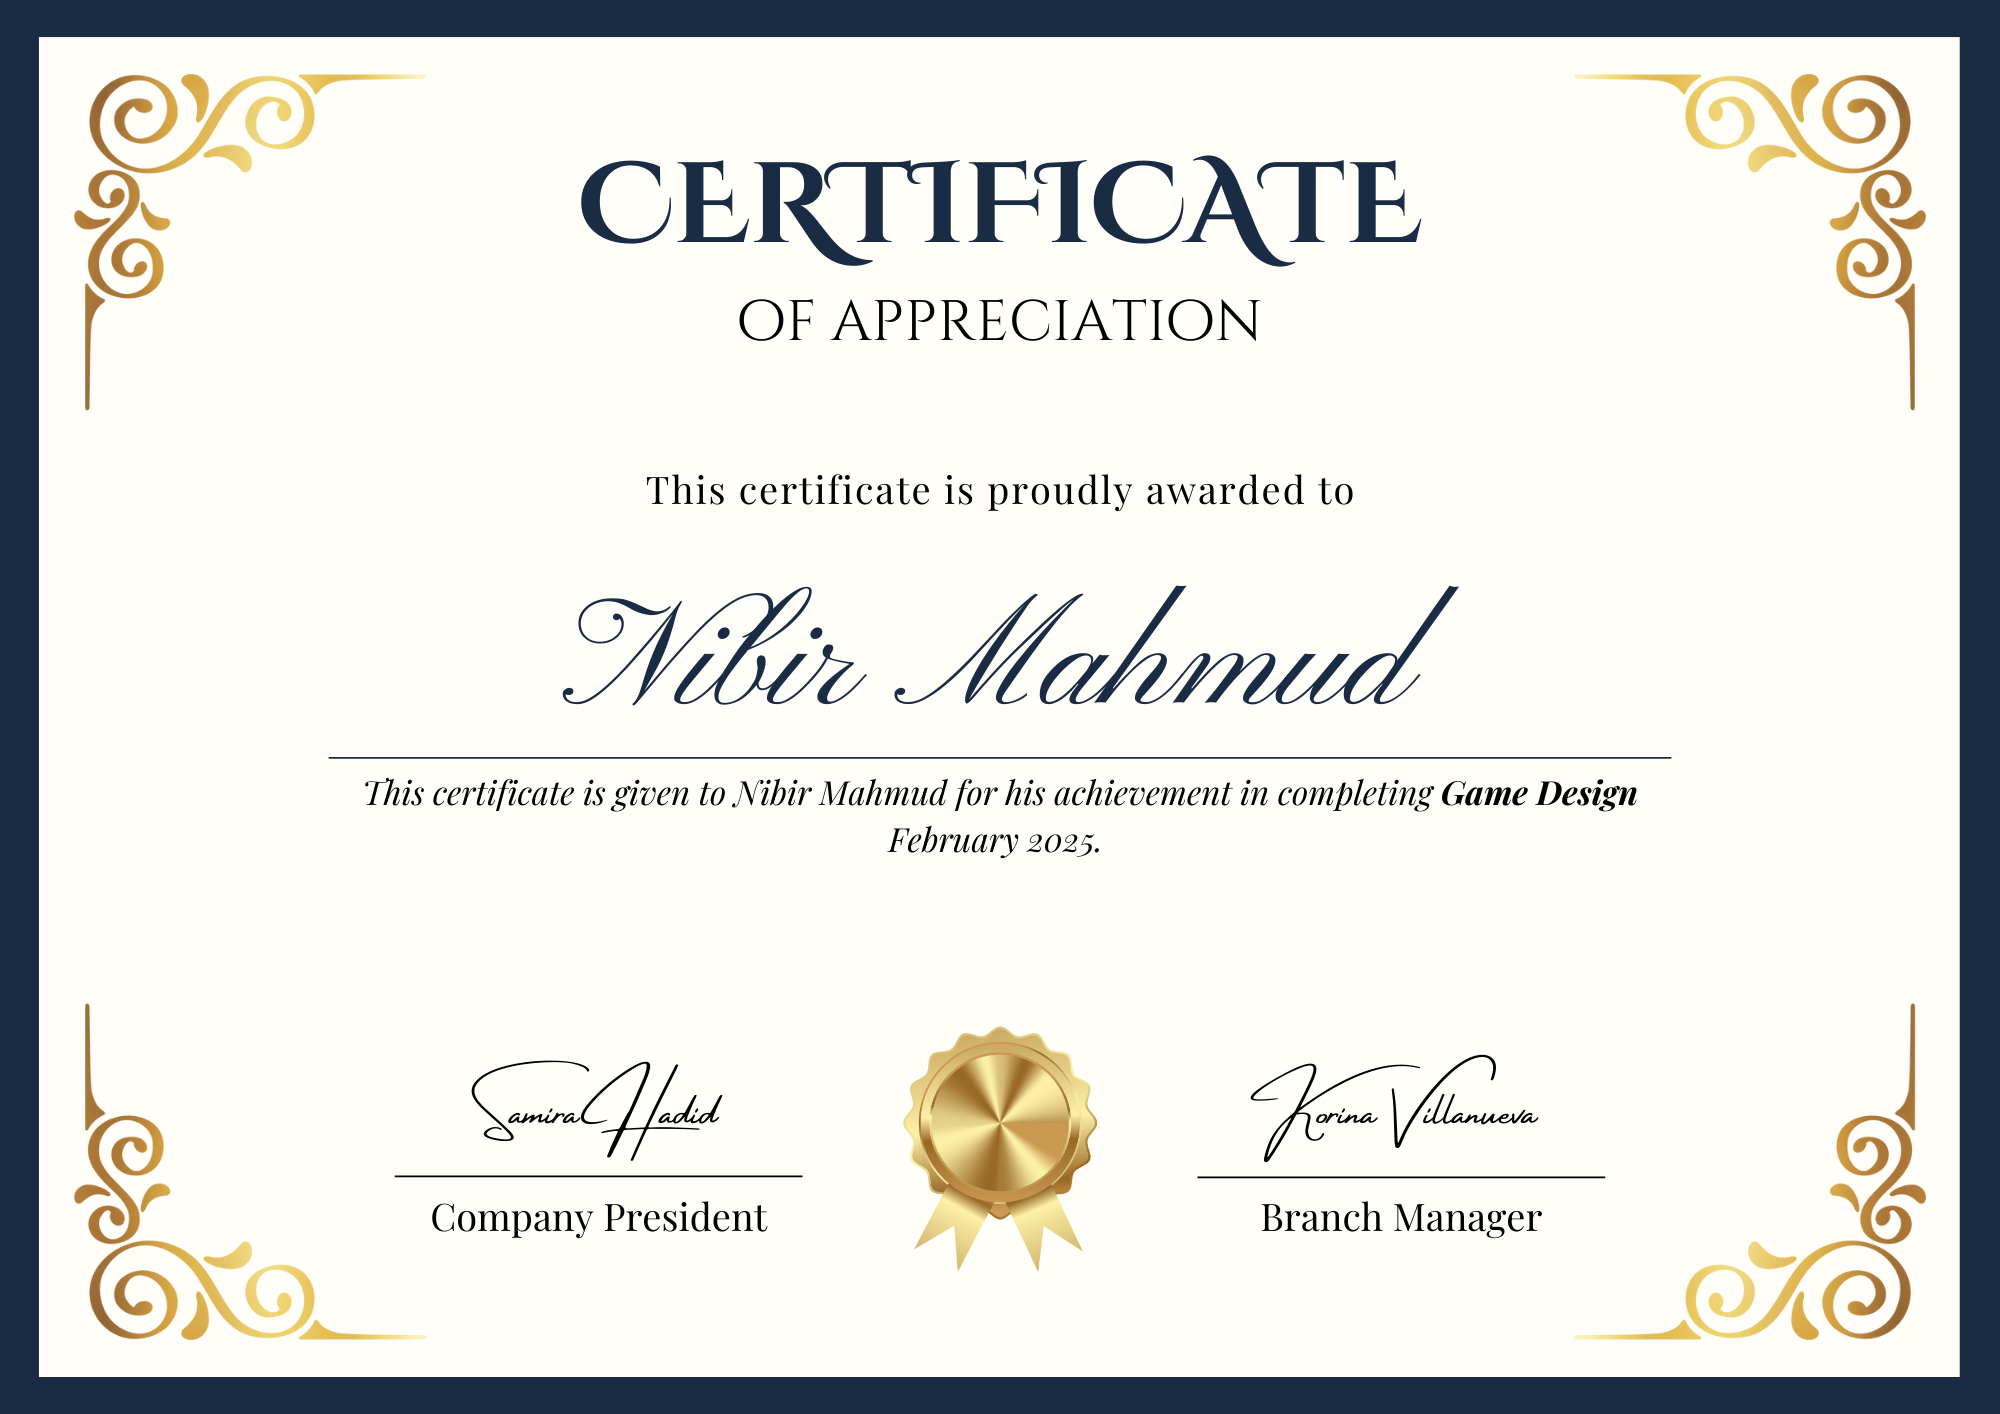 CERTIFICATE
OF APPRECIATION
This certificate is proudly awarded to
Nibir Mahmud
This certificate is given to Nibir Mahmud for his achievement in completing Game Design
February 2025.
Samira Hadid
Korina Villanueva
Company President
Branch Manager